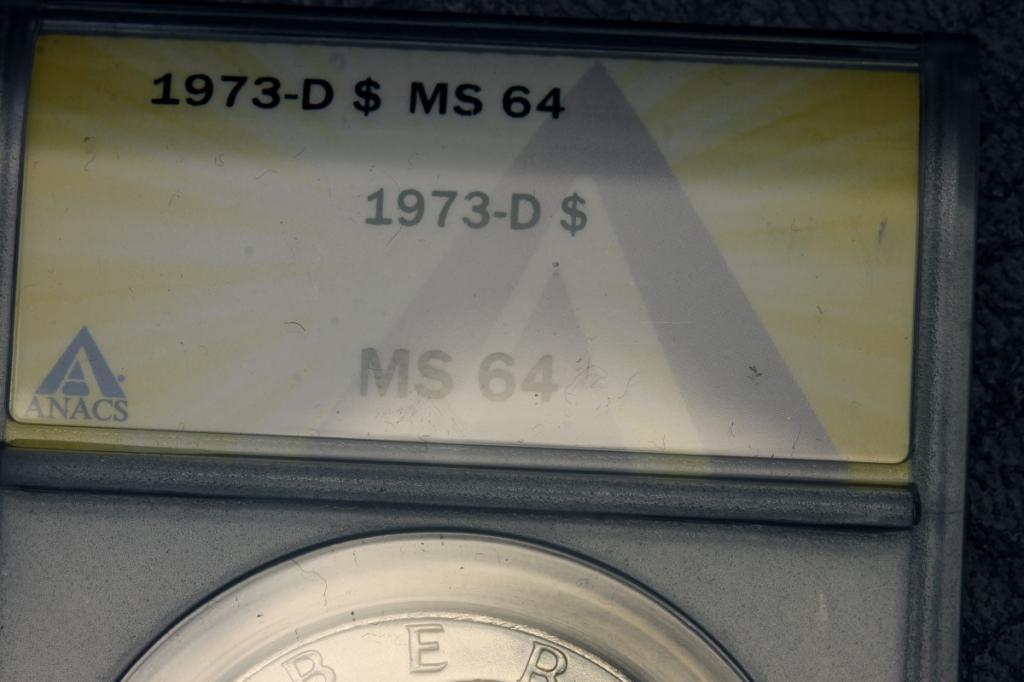 1973-D $ MS 64
1973-D $
MS 64
ANACS
BER